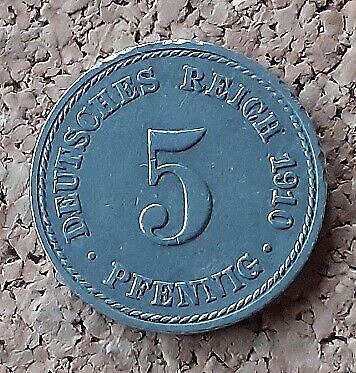 DEUTSCHES REICH 1910
5
· PFENNIG ·